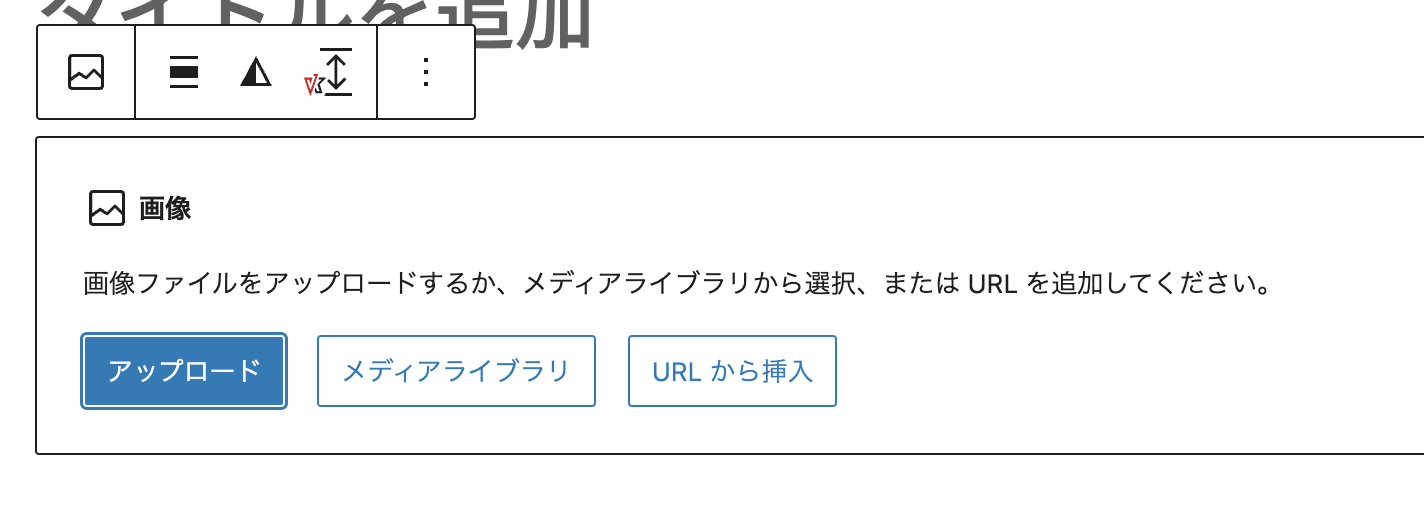 タイトルを追加
画像
画像ファイルをアップロードするか、メディアライブラリから選択、または URL を追加してください。
アップロード
メディアライブラリ
URL から挿入